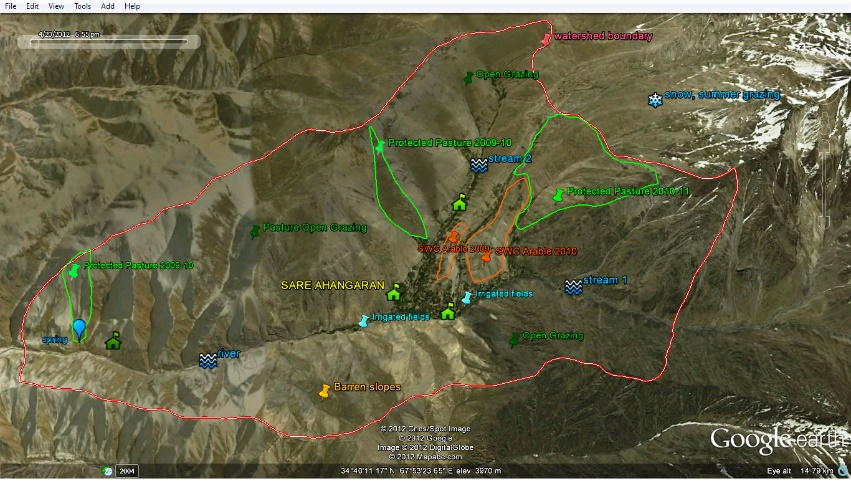 File Edit View Tools Add Help
4/23/2012 6:55 pm
watershed boundary
Open Grazing
snow, summer grazing
Protected Pasture 2009-10
stream 2
Protected Pasture 2010-11
Pasture Open Grazing
SWC Arable 2009
SWC Arable 2010
Protected Pasture 2009-10
SARE AHANGARAN
stream 1
Irrigated fields
Irrigated fields
spring
Open Grazing
river
Barren slopes
© 2012 Cnes/Spot Image
© 2012 Google
Image © 2012 DigitalGlobe
© 2012 Mapabc.com
Google earth
2004
34°40'11.17" N 67°53'23.65" E elev 3970 m
Eye alt 14.79 km